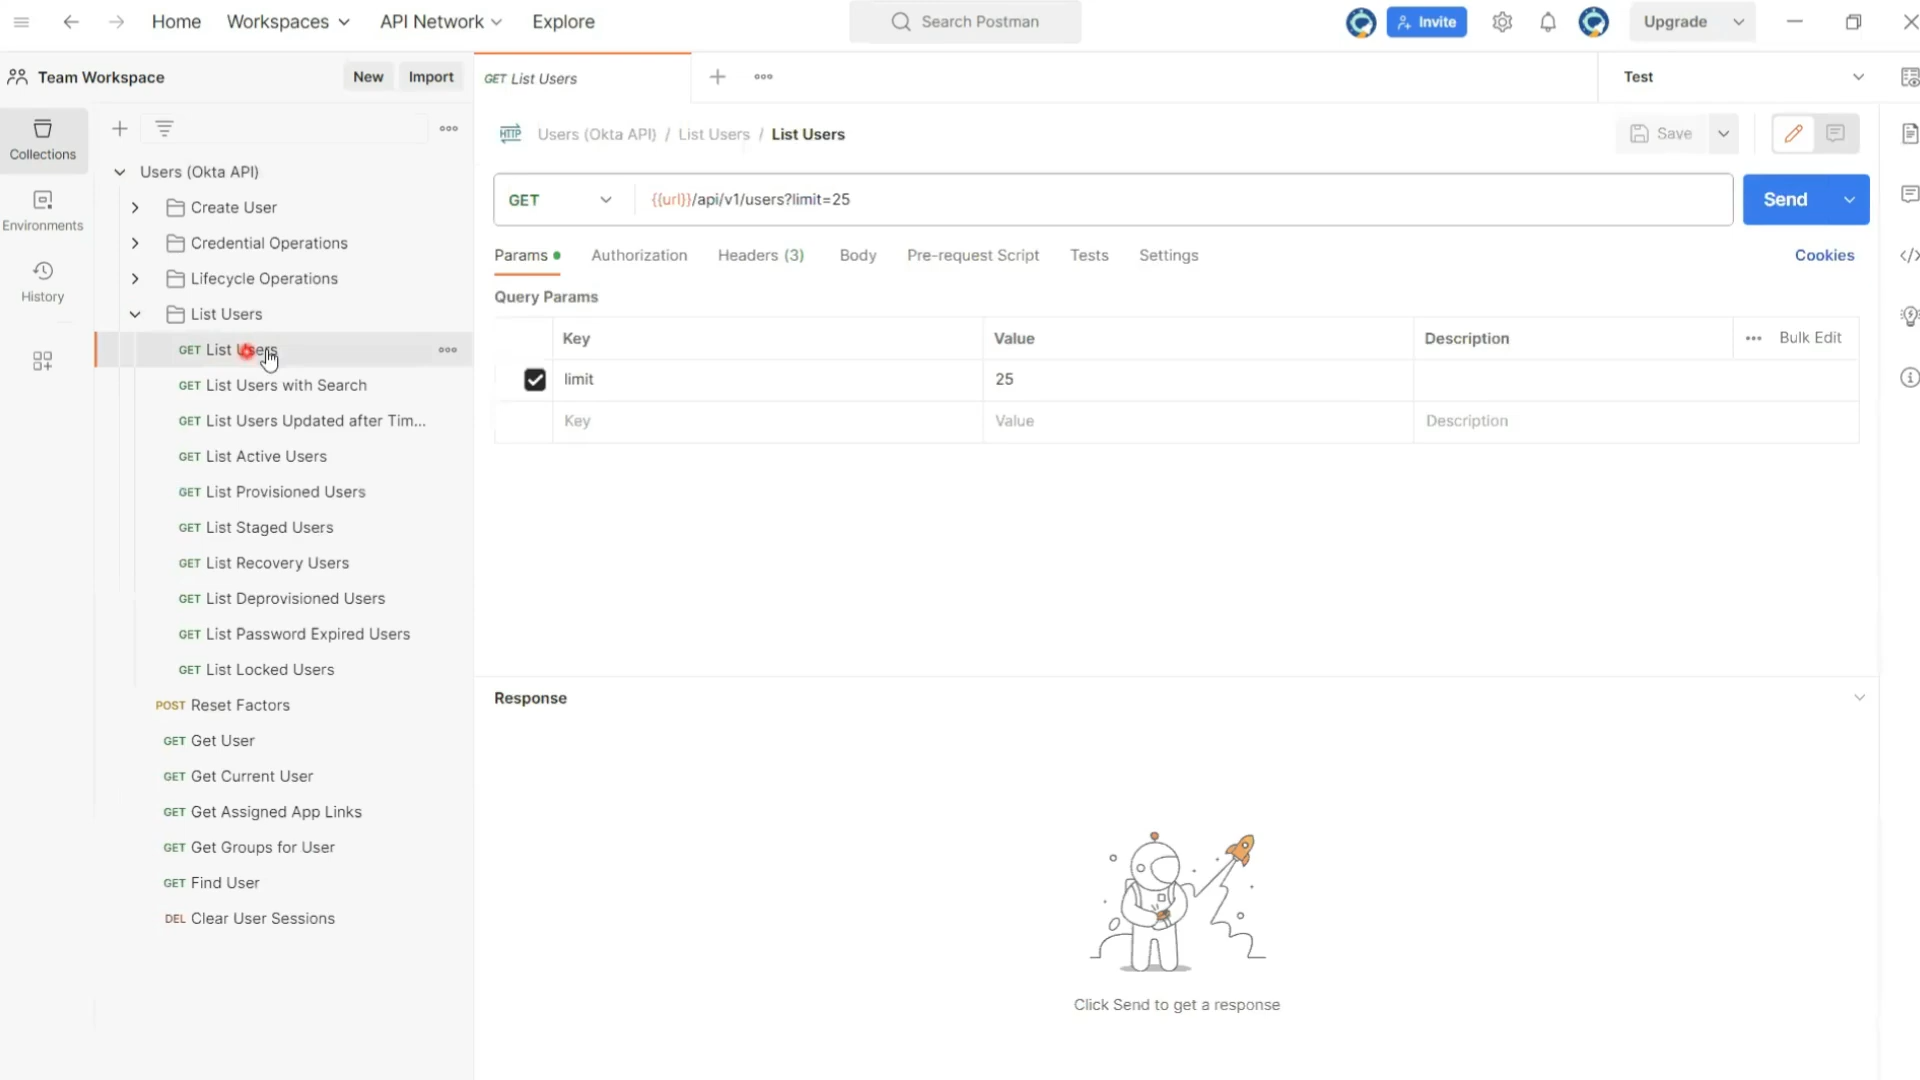 Home Workspaces API Network Explore Search Postman Invite Upgrade
Team Workspace New Import GET List Users Test
Collections
Environments
History
Users (Okta API)
Create User
Credential Operations
Lifecycle Operations
List Users
GET List Users
GET List Users with Search
GET List Users Updated after Tim...
GET List Active Users
GET List Provisioned Users
GET List Staged Users
GET List Recovery Users
GET List Deprovisioned Users
GET List Password Expired Users
GET List Locked Users
POST Reset Factors
GET Get User
GET Get Current User
GET Get Assigned App Links
GET Get Groups for User
GET Find User
DEL Clear User Sessions
HTTP Users (Okta API) / List Users / List Users Save
GET {{url}}/api/v1/users?limit=25 Send
Params Authorization Headers (3) Body Pre-request Script Tests Settings Cookies
Query Params
Key Value Description Bulk Edit
limit 25
Key Value Description
Response
Click Send to get a response